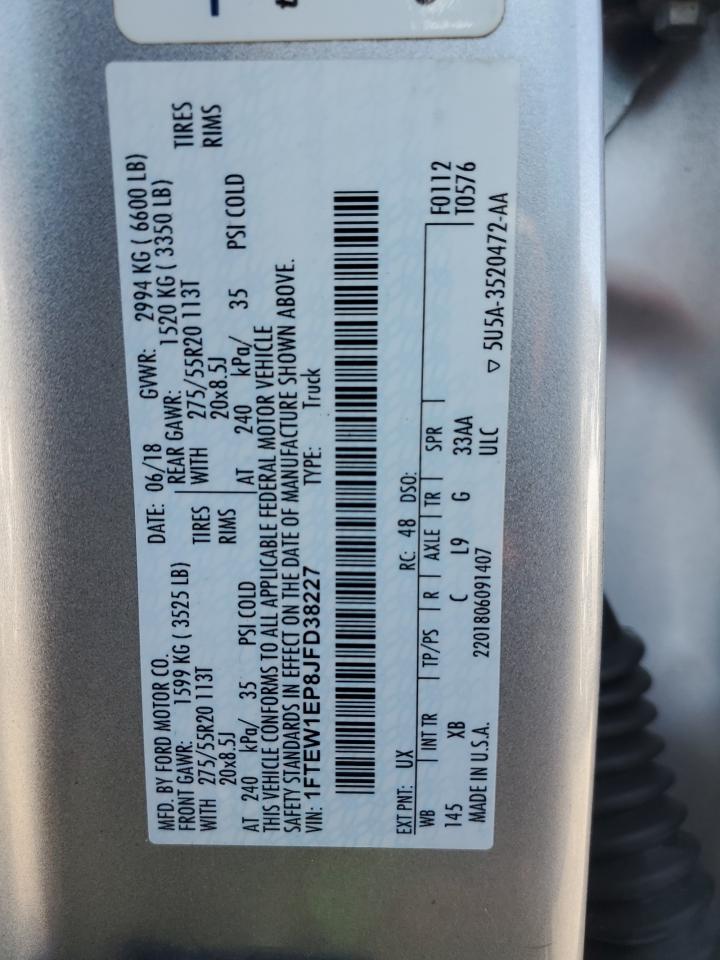 MFD. BY FORD MOTOR CO. DATE: 06/18 GVWR: 2994 KG ( 6600 LB)
FRONT GAWR: 1599 KG ( 3525 LB) REAR GAWR: 1520 KG ( 3350 LB)
WITH 275/55R20 113T TIRES WITH 275/55R20 113T TIRES
20x8.5J RIMS 20x8.5J RIMS
AT 240 kPa/ 35 PSI COLD AT 240 kPa/ 35 PSI COLD
THIS VEHICLE CONFORMS TO ALL APPLICABLE FEDERAL MOTOR VEHICLE
SAFETY STANDARDS IN EFFECT ON THE DATE OF MANUFACTURE SHOWN ABOVE.
VIN: 1FTEW1EP8JFD38227 TYPE: Truck
EXT PNT: UX RC: 48 DSO: F0112
WB INT TR TP/PS R AXLE TR SPR T0576
145 XB C L9 G 33AA
MADE IN U.S.A. 2201806091407 ULC ▽ 5U5A-3520472-AA